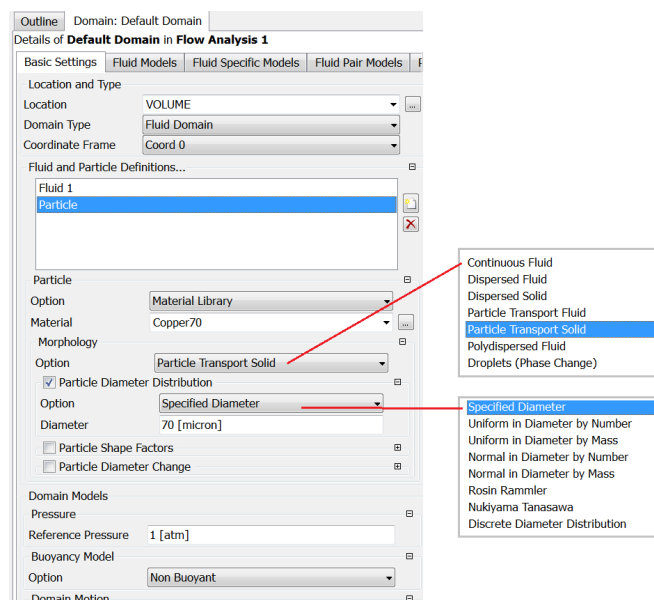 Outline Domain: Default Domain
Details of Default Domain in Flow Analysis 1
Basic Settings Fluid Models Fluid Specific Models Fluid Pair Models
Location and Type
Location VOLUME ...
Domain Type Fluid Domain
Coordinate Frame Coord 0
Fluid and Particle Definitions...
Fluid 1
Particle
Particle
Option Material Library
Material Copper70 ...
Morphology
Option Particle Transport Solid
Particle Diameter Distribution
Option Specified Diameter
Diameter 70 [micron]
Particle Shape Factors
Particle Diameter Change
Domain Models
Pressure
Reference Pressure 1 [atm]
Buoyancy Model
Option Non Buoyant
Domain Motion
Continuous Fluid
Dispersed Fluid
Dispersed Solid
Particle Transport Fluid
Particle Transport Solid
Polydispersed Fluid
Droplets (Phase Change)
Specified Diameter
Uniform in Diameter by Number
Uniform in Diameter by Mass
Normal in Diameter by Number
Normal in Diameter by Mass
Rosin Rammler
Nukiyama Tanasawa
Discrete Diameter Distribution